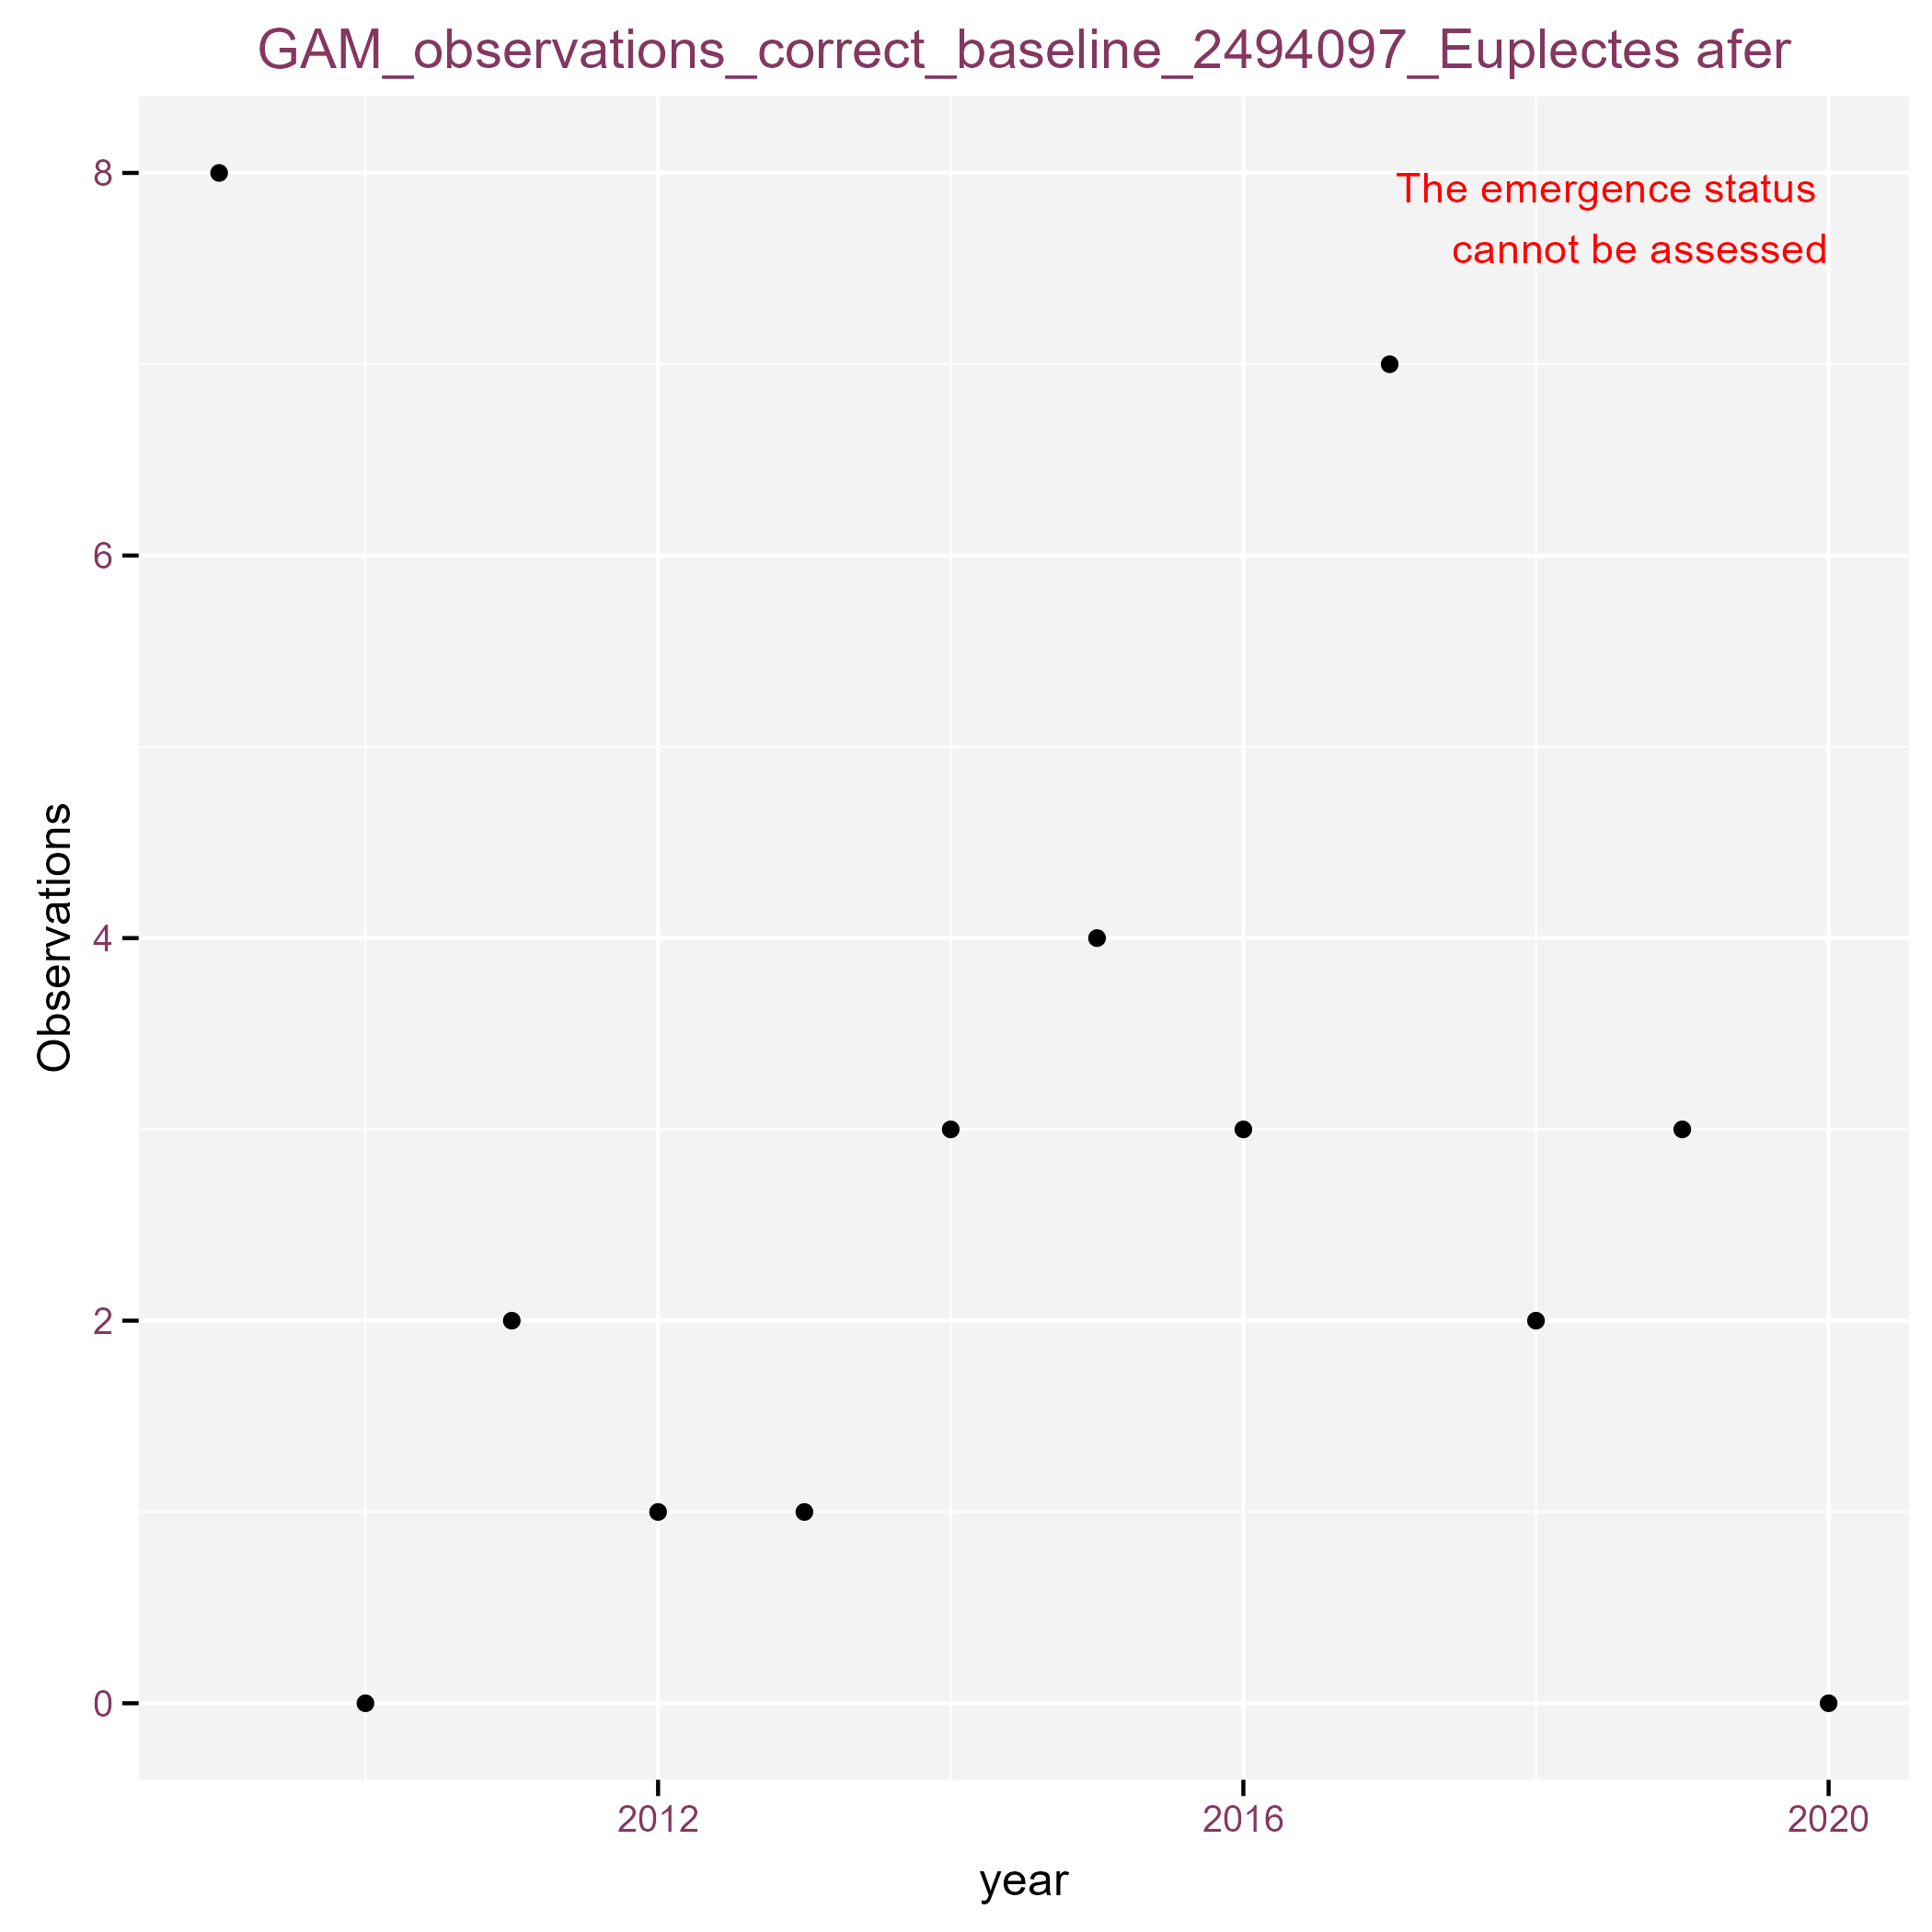 GAM_observations_correct_baseline_2494097_Euplectes afer
The emergence status
cannot be assessed
8
6
4
2
0
Observations
2012 2016 2020
year